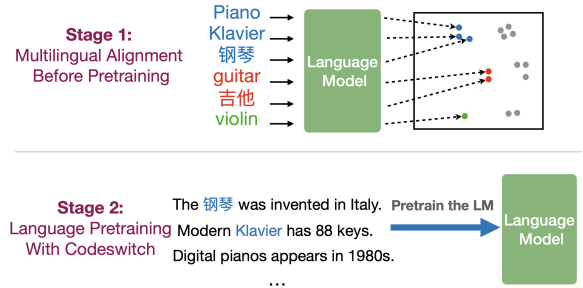 Stage 1:
Multilingual Alignment
Before Pretraining
Piano
Klavier
钢琴
guitar
吉他
violin
Language
Model
Stage 2:
Language Pretraining
With Codeswitch
The 钢琴 was invented in Italy.
Modern Klavier has 88 keys.
Digital pianos appears in 1980s.
...
Pretrain the LM
Language
Model